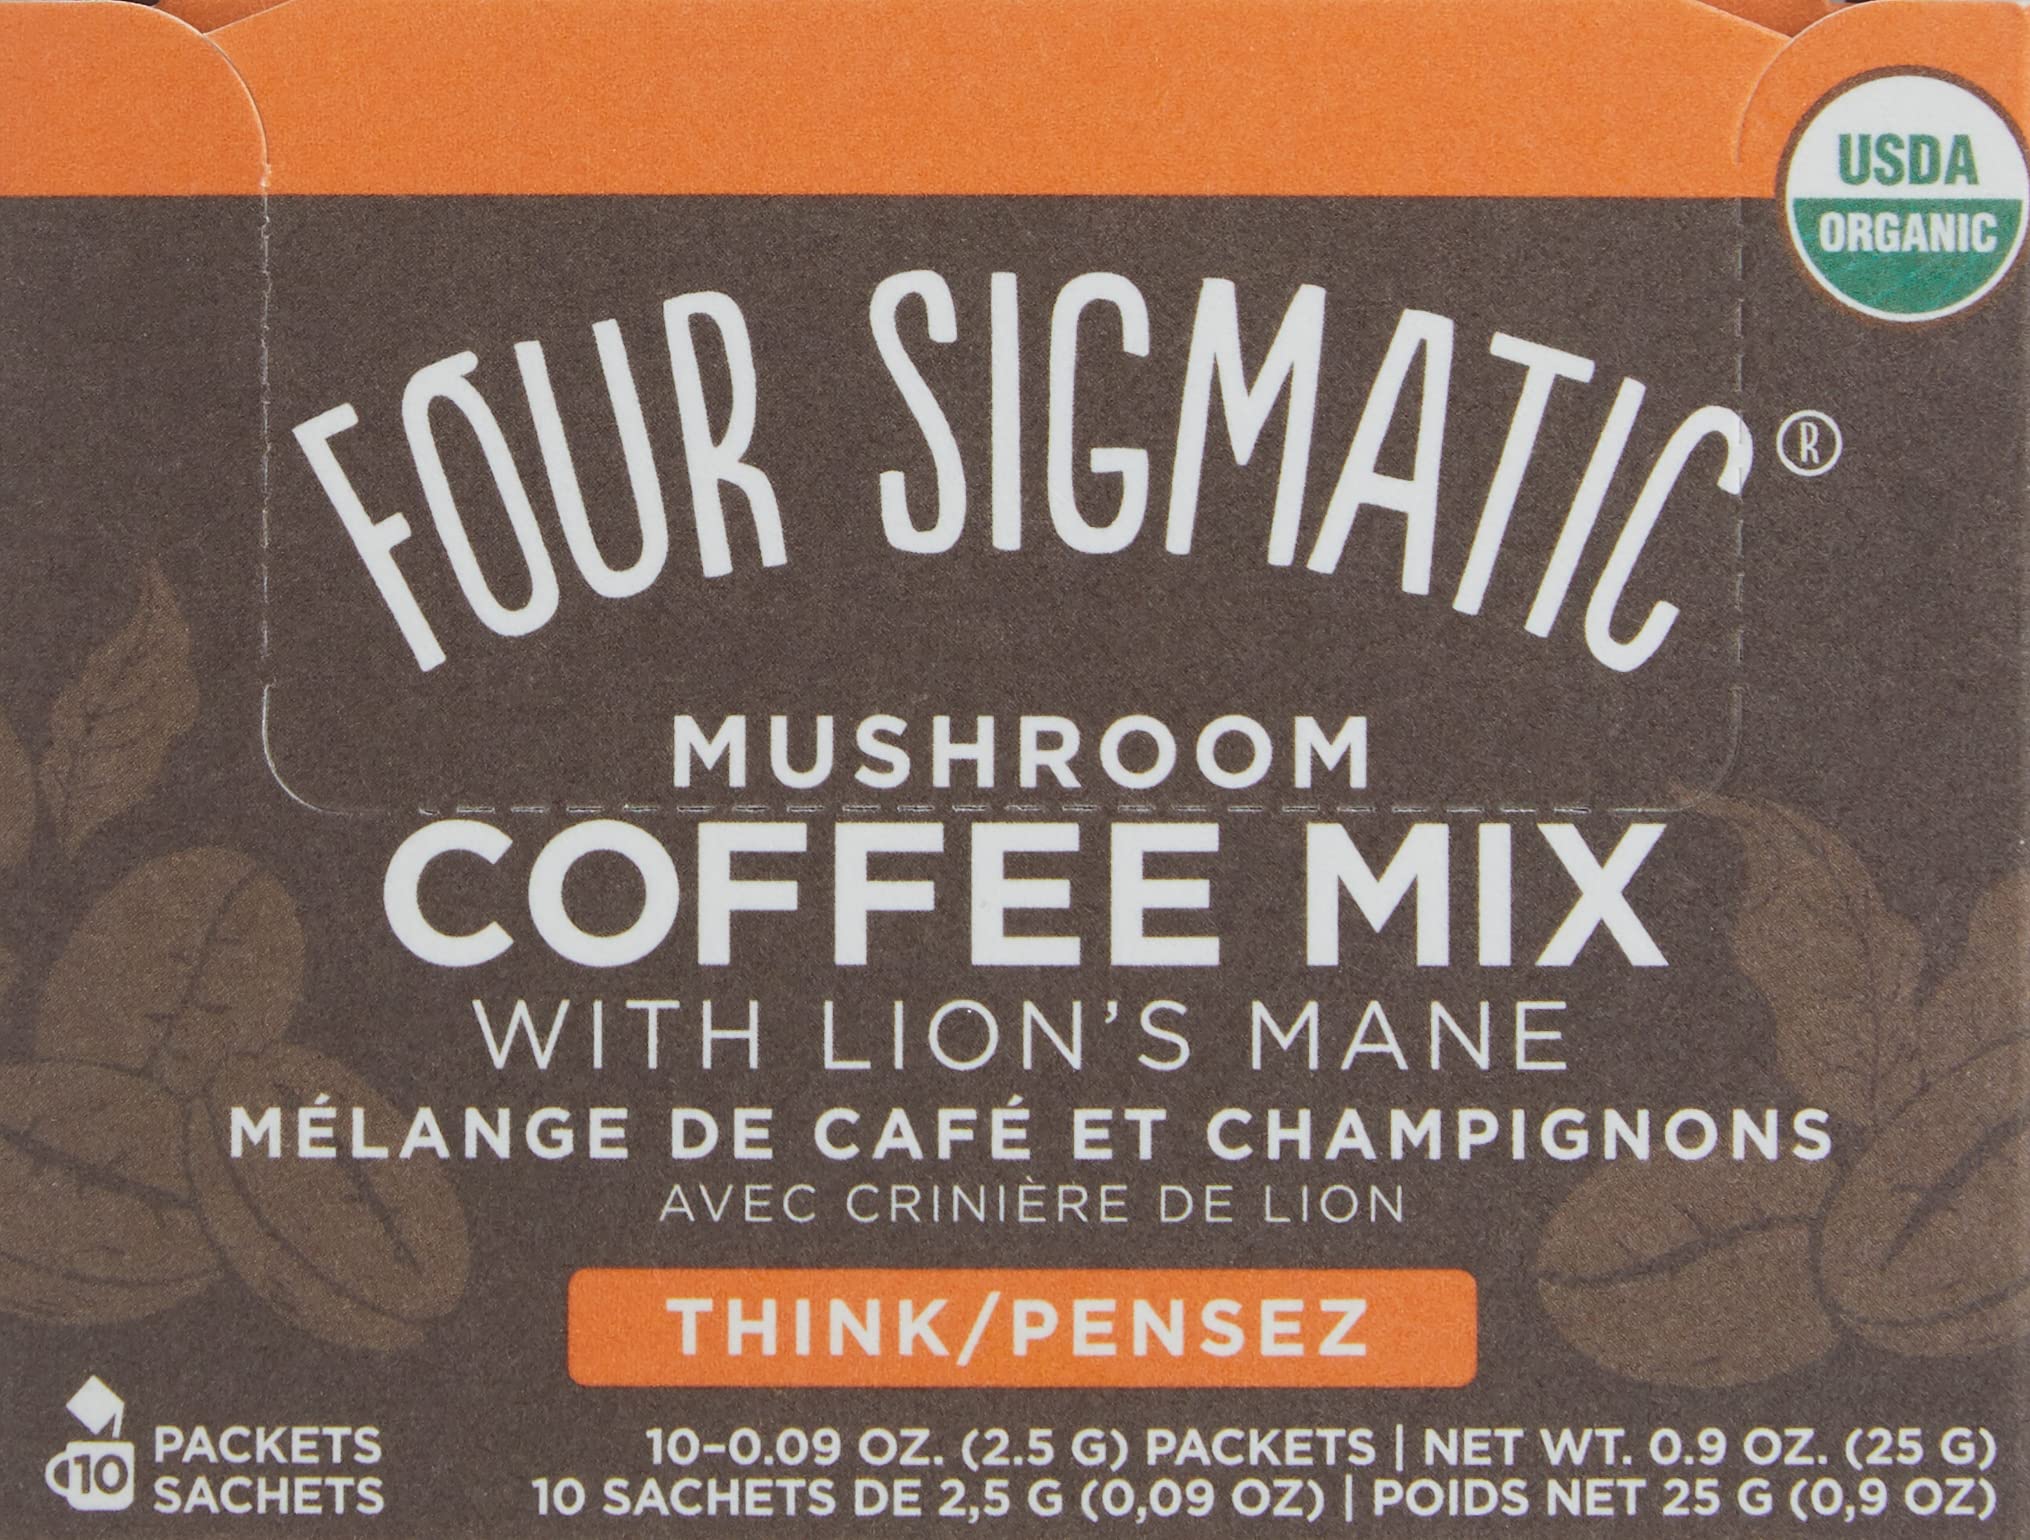 USDA
ORGANIC
FOUR SIGMATIC®
MUSHROOM
COFFEE MIX
WITH LION'S MANE
MÉLANGE DE CAFÉ ET CHAMPIGNONS
AVEC CRINIÈRE DE LION
THINK/PENSEZ
10 PACKETS
SACHETS
10-0.09 OZ. (2.5 G) PACKETS | NET WT. 0.9 OZ. (25 G)
10 SACHETS DE 2,5 G (0,09 OZ) | POIDS NET 25 G (0,9 OZ)